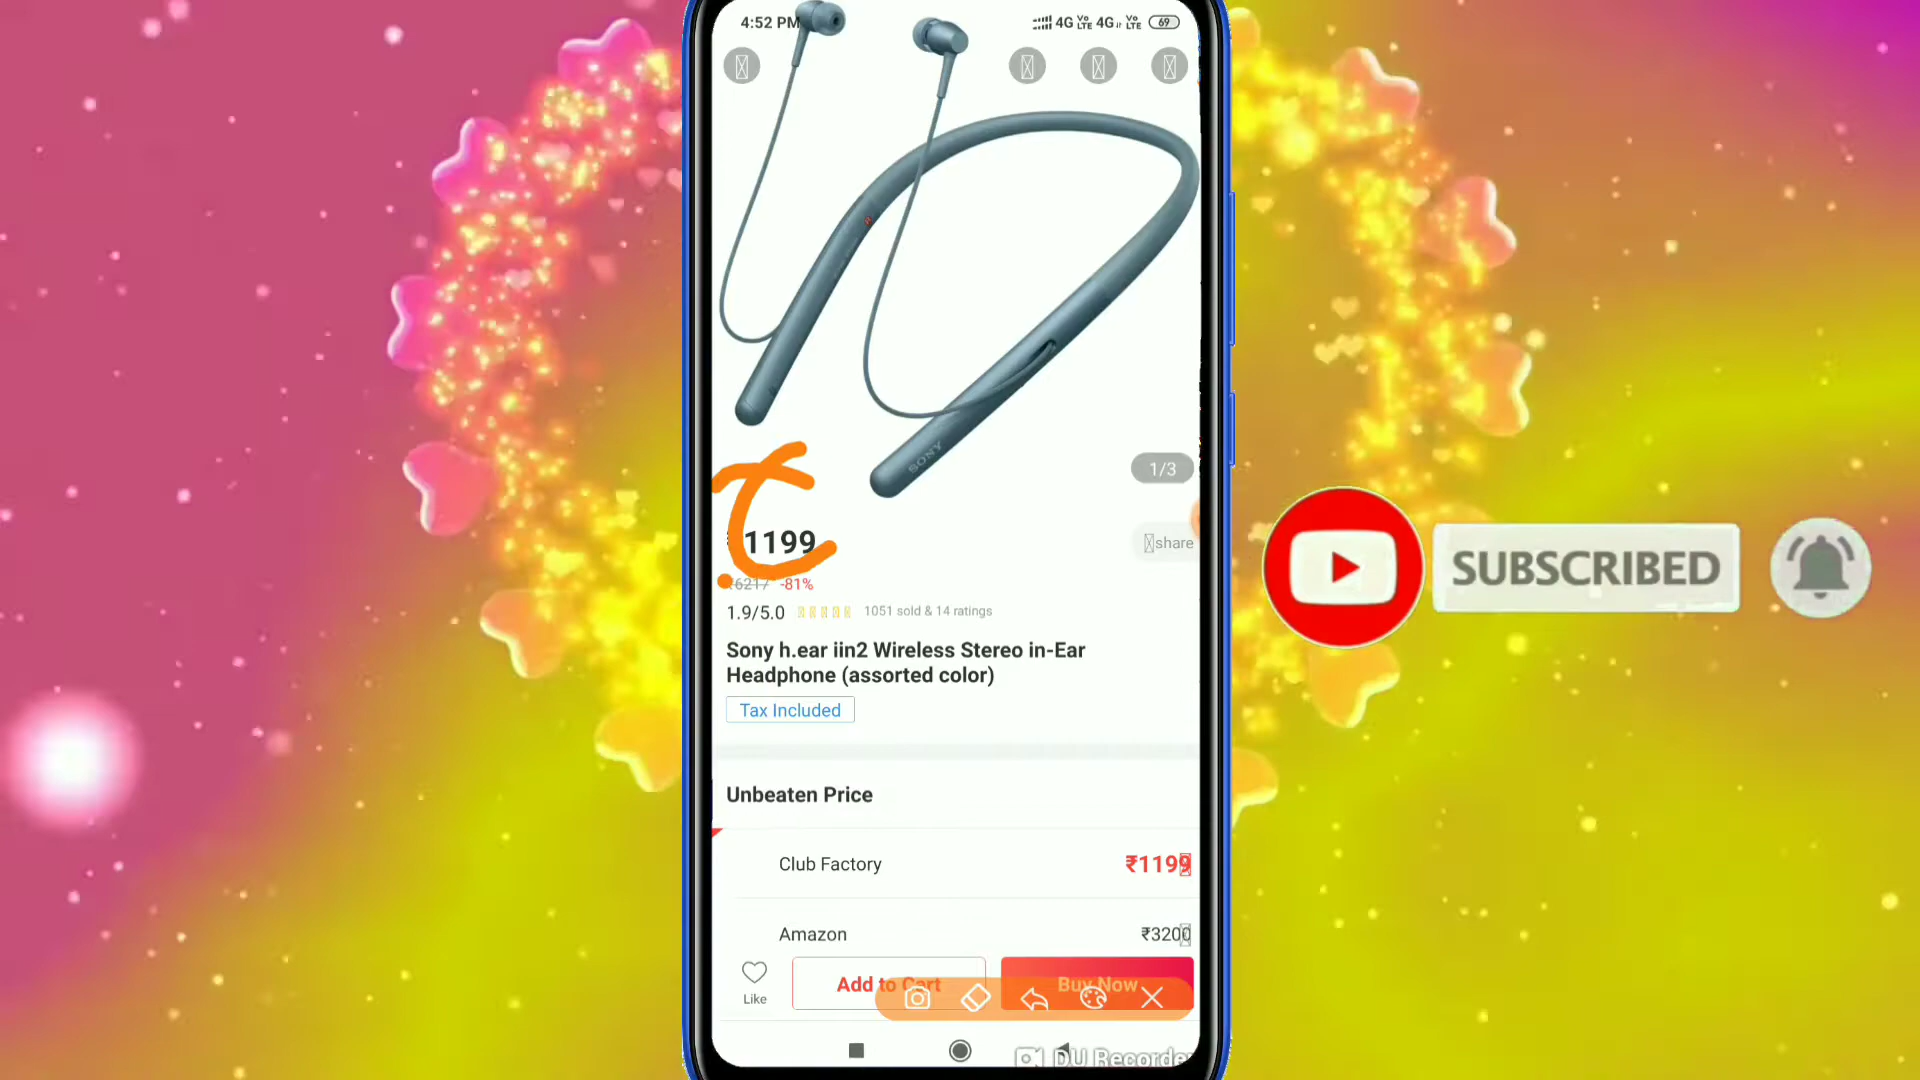 4:52 PM
4G Vo LTE 4G Vo LTE 69
SONY
1/3
1199
share
₹6217 -81%
1.9/5.0 1051 sold & 14 ratings
Sony h.ear iin2 Wireless Stereo in-Ear
Headphone (assorted color)
Tax Included
Unbeaten Price
Club Factory ₹1199
Amazon ₹3200
Like
Add to Cart
Buy Now
DU Recorder
SUBSCRIBED